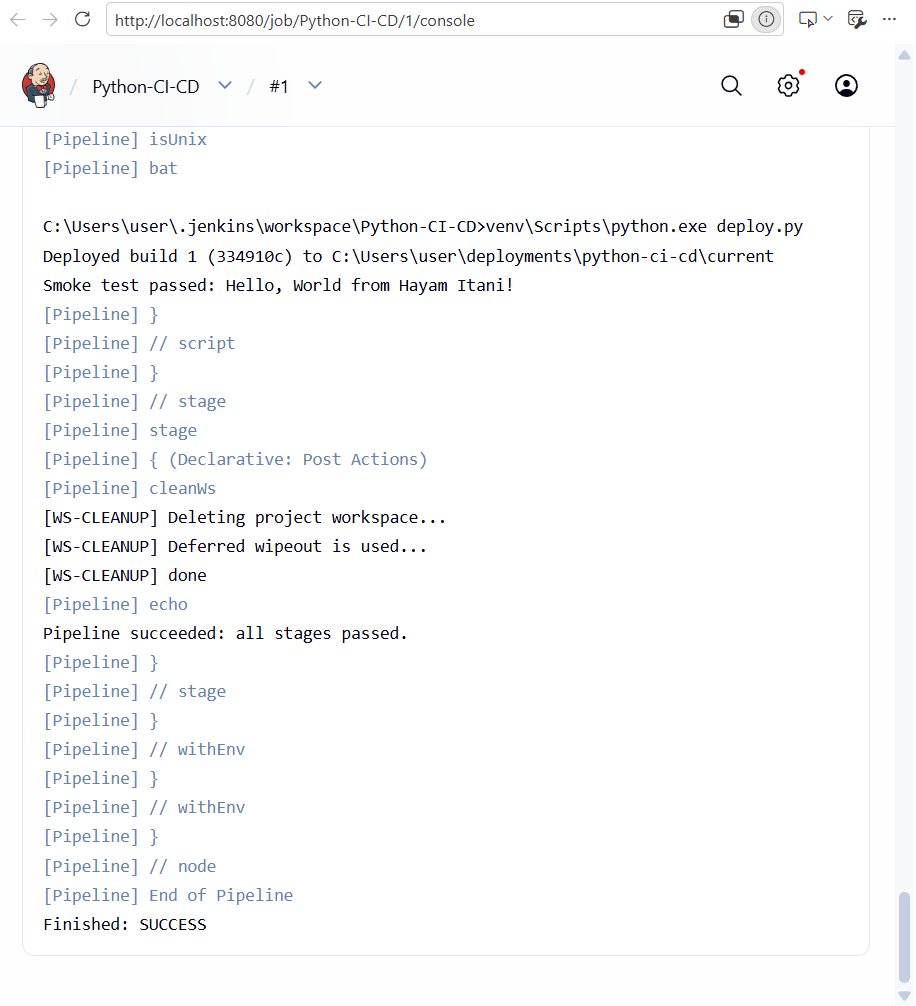 http://localhost:8080/job/Python-CI-CD/1/console
/ Python-CI-CD / #1
[Pipeline] isUnix
[Pipeline] bat
C:\Users\user\.jenkins\workspace\Python-CI-CD>venv\Scripts\python.exe deploy.py
Deployed build 1 (334910c) to C:\Users\user\deployments\python-ci-cd\current
Smoke test passed: Hello, World from Hayam Itani!
[Pipeline] }
[Pipeline] // script
[Pipeline] }
[Pipeline] // stage
[Pipeline] stage
[Pipeline] { (Declarative: Post Actions)
[Pipeline] cleanWs
[WS-CLEANUP] Deleting project workspace...
[WS-CLEANUP] Deferred wipeout is used...
[WS-CLEANUP] done
[Pipeline] echo
Pipeline succeeded: all stages passed.
[Pipeline] }
[Pipeline] // stage
[Pipeline] }
[Pipeline] // withEnv
[Pipeline] }
[Pipeline] // withEnv
[Pipeline] }
[Pipeline] // node
[Pipeline] End of Pipeline
Finished: SUCCESS